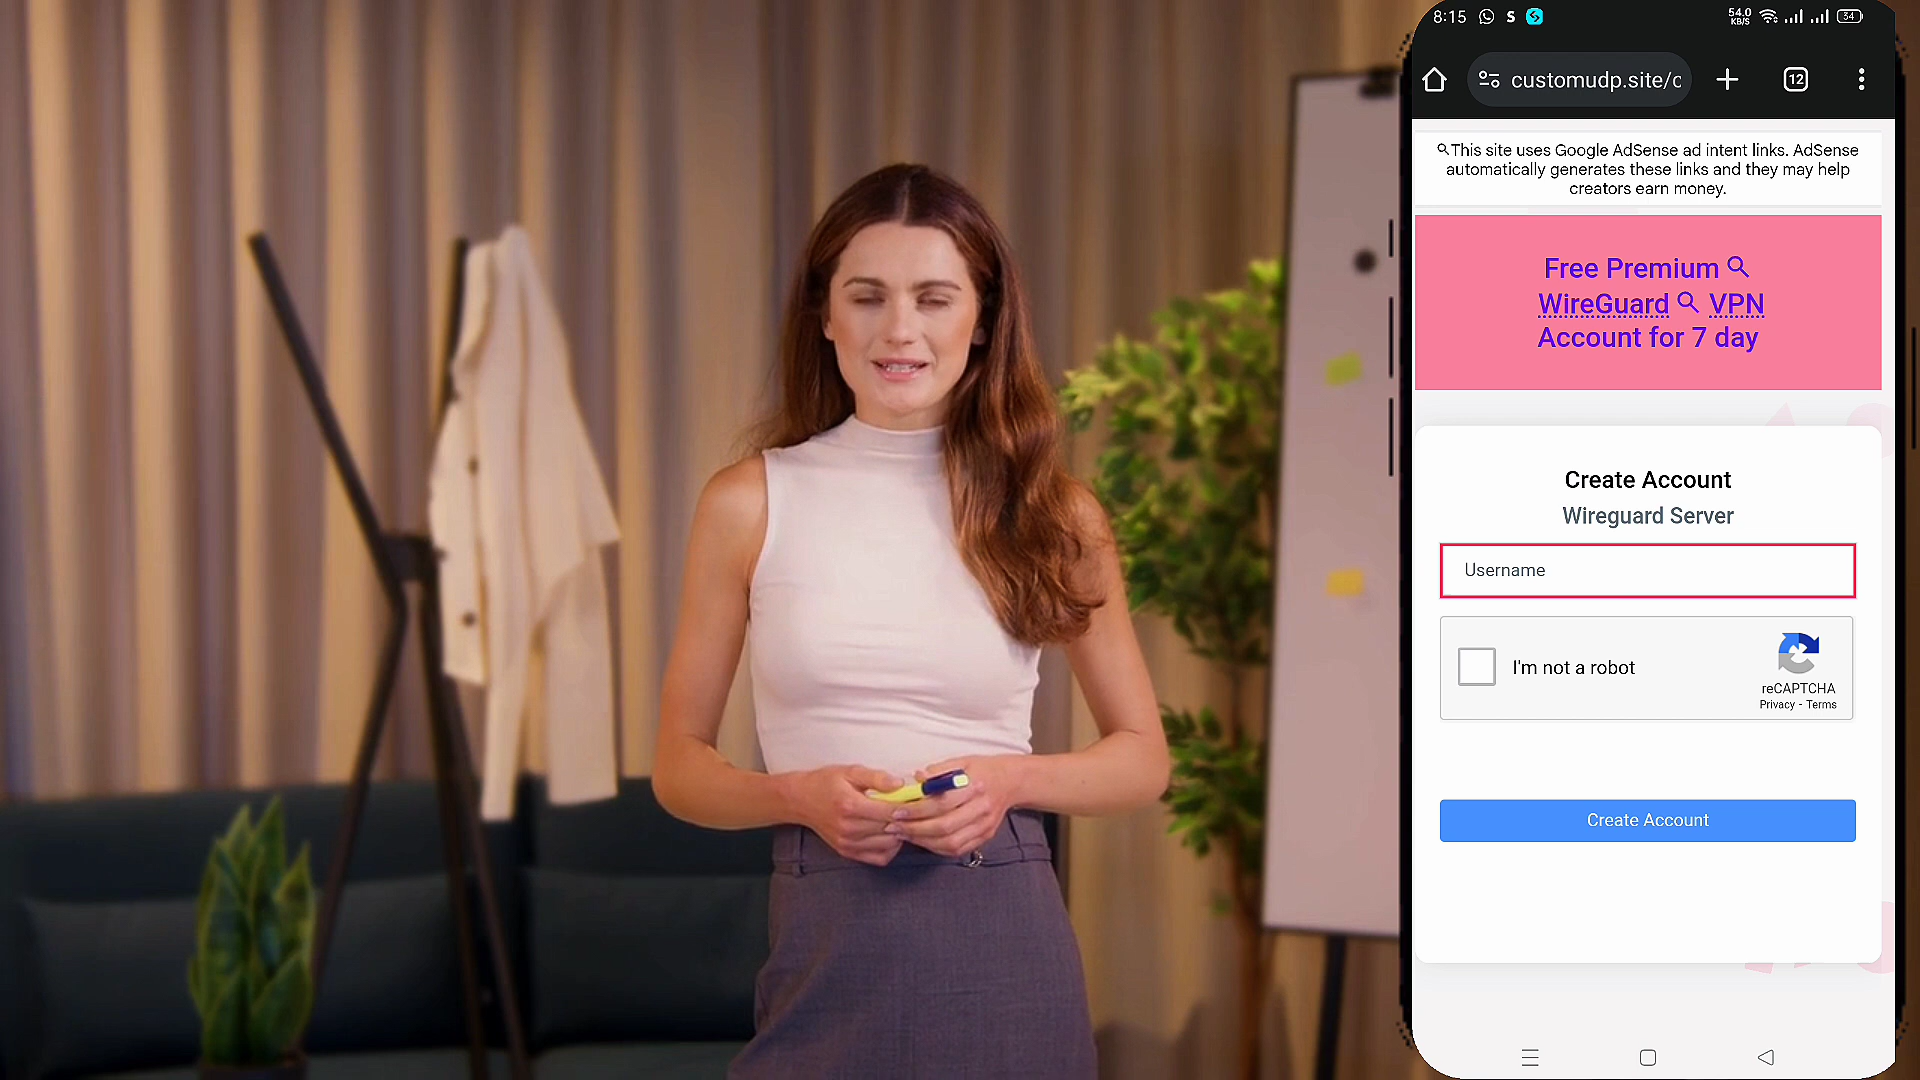 8:15 S 54.0 KB/S 34
customudp.site/c 12
This site uses Google AdSense ad intent links. AdSense
automatically generates these links and they may help
creators earn money.
Free Premium
WireGuard VPN
Account for 7 day
Create Account
Wireguard Server
Username
I'm not a robot
reCAPTCHA
Privacy - Terms
Create Account